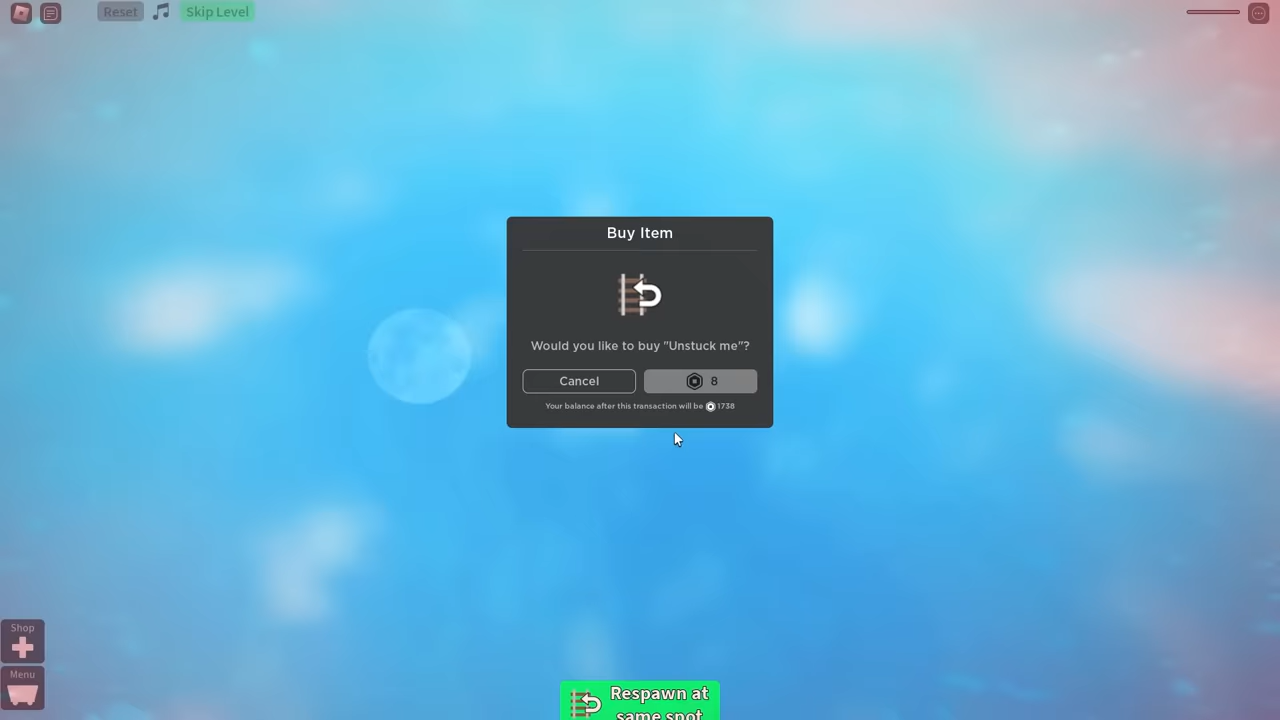 Reset
Skip Level
Buy Item
Would you like to buy "Unstuck me"?
Cancel
8
Your balance after this transaction will be 1738
Shop
Menu
Respawn at
same spot